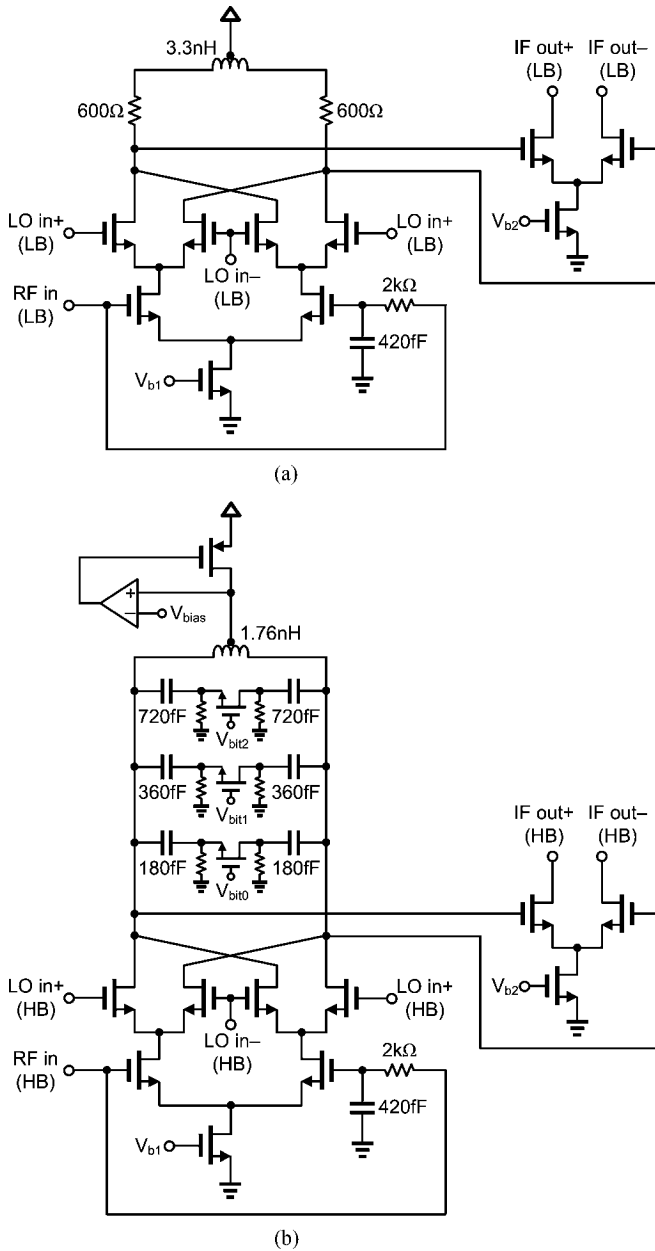 3.3nH
600Ω
600Ω
IF out+
(LB)
IF out–
(LB)
LO in+
(LB)
LO in–
(LB)
LO in+
(LB)
Vb2
RF in
(LB)
2kΩ
420fF
Vb1
(a)
+
–
Vbias
1.76nH
720fF
Vbit2
720fF
360fF
Vbit1
360fF
180fF
Vbit0
180fF
IF out+
(HB)
IF out–
(HB)
LO in+
(HB)
LO in–
(HB)
LO in+
(HB)
Vb2
RF in
(HB)
2kΩ
420fF
Vb1
(b)